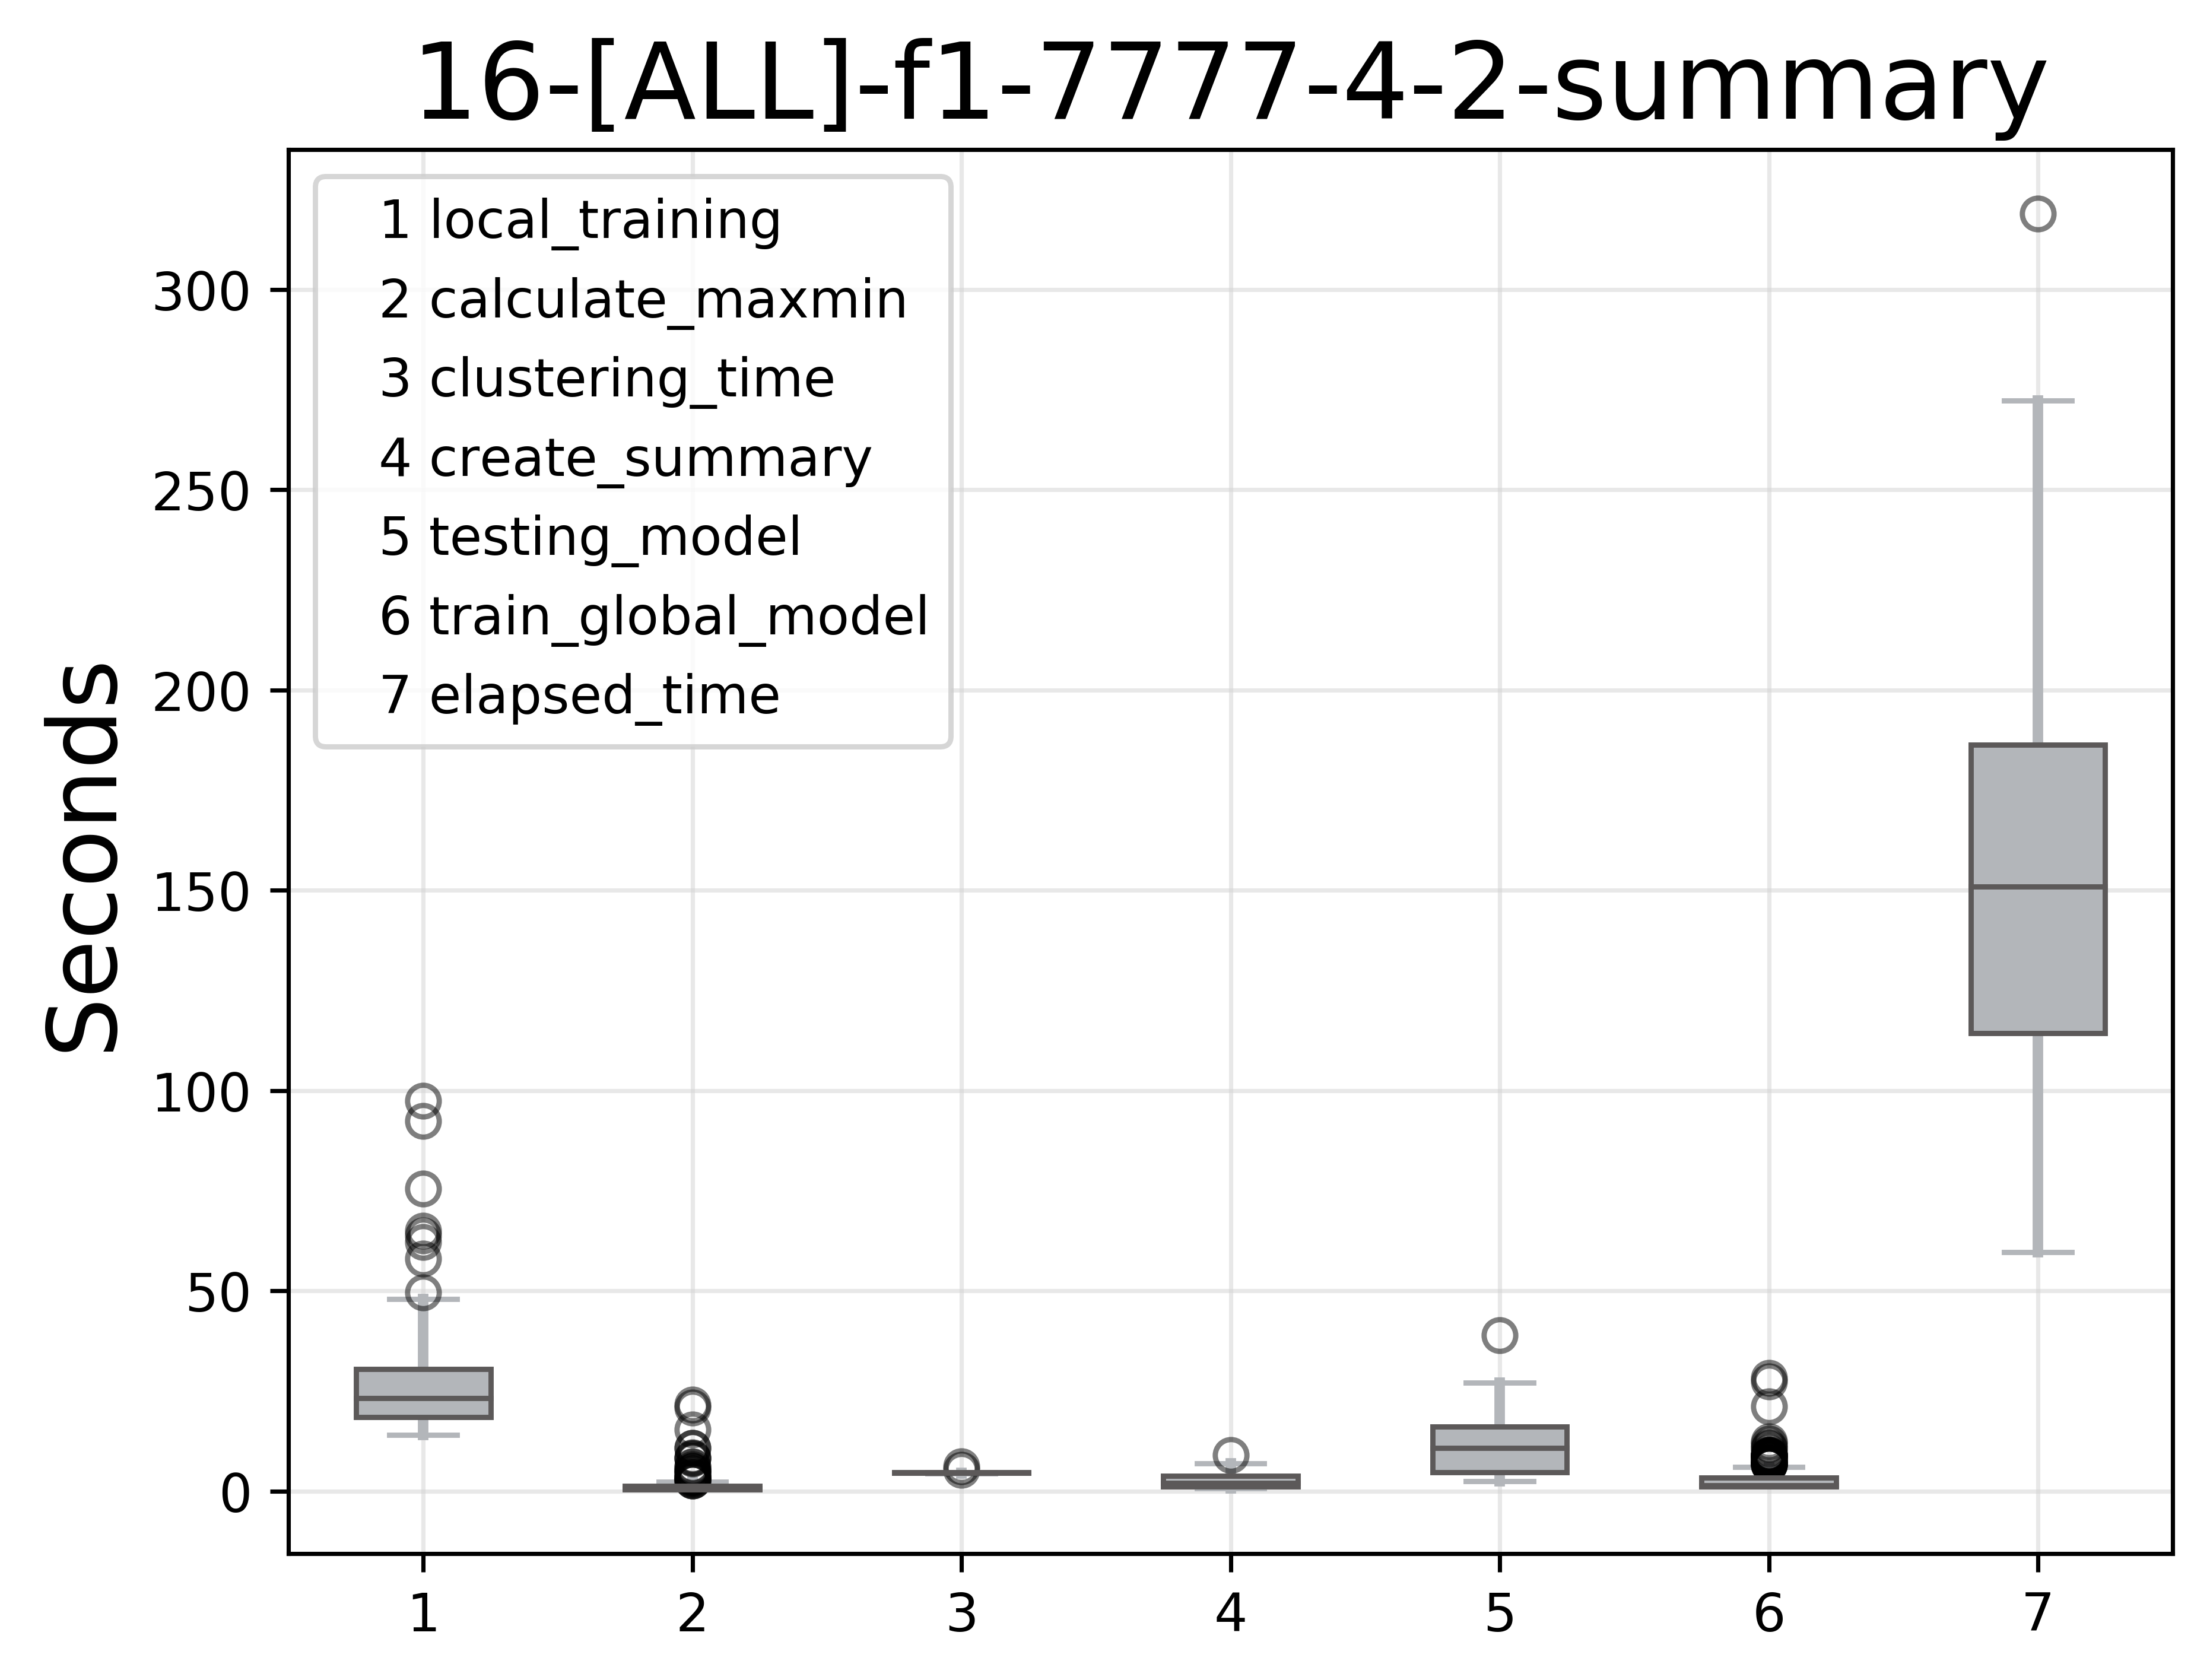 16-[ALL]-f1-7777-4-2-summary
1 local_training
2 calculate_maxmin
3 clustering_time
4 create_summary
5 testing_model
6 train_global_model
7 elapsed_time
Seconds
300
250
200
150
100
50
0
1 2 3 4 5 6 7